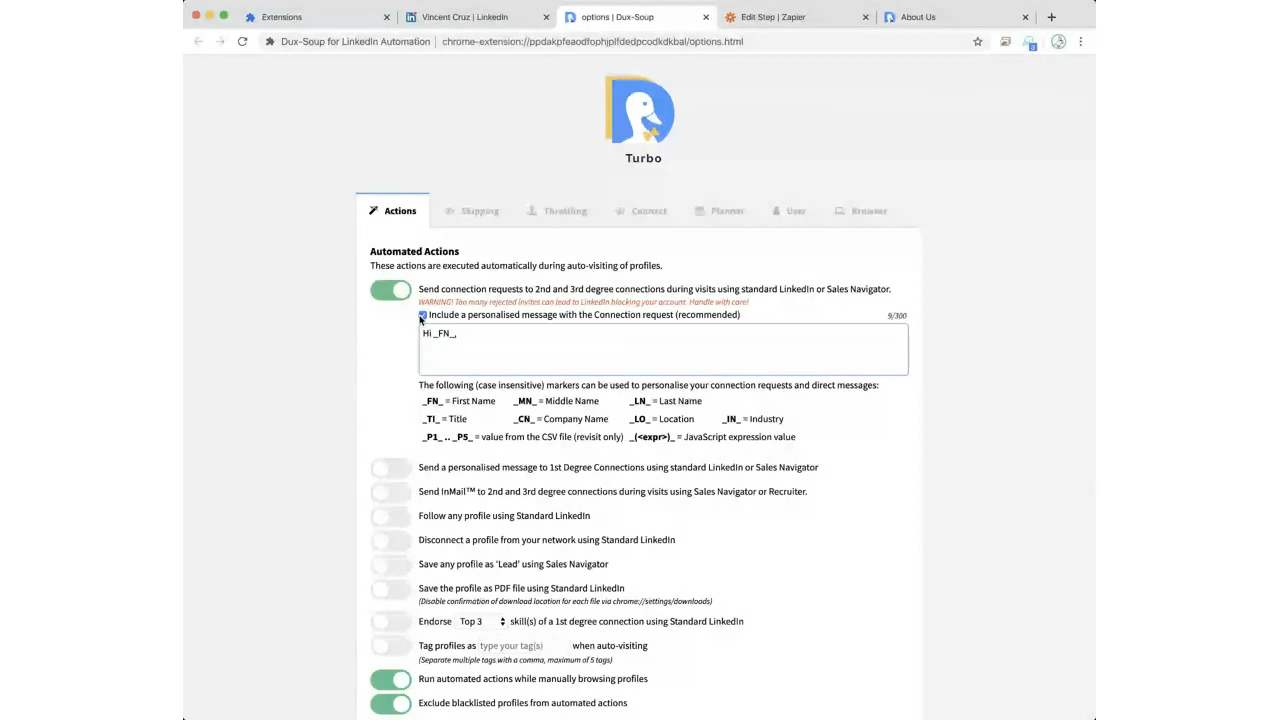 Extensions
Vincent Cruz | LinkedIn
options | Dux-Soup
Edit Step | Zapier
About Us
Dux-Soup for LinkedIn Automation | chrome-extension://ppdakpfeaodfophjplfdedpcodkdkbal/options.html
Turbo
Actions Skipping Throttling Connect Planner User Browser
Automated Actions
These actions are executed automatically during auto-visiting of profiles.
Send connection requests to 2nd and 3rd degree connections during visits using standard LinkedIn or Sales Navigator.
WARNING! Too many rejected invites can lead to LinkedIn blocking your account. Handle with care!
Include a personalised message with the Connection request (recommended) 9/300
Hi _FN_,
The following (case insensitive) markers can be used to personalise your connection requests and direct messages:
_FN_ = First Name _MN_ = Middle Name _LN_ = Last Name
_TI_ = Title _CN_ = Company Name _LO_ = Location _IN_ = Industry
_P1_ .. _P5_ = value from the CSV file (revisit only) _(<expr>)_ = JavaScript expression value
Send a personalised message to 1st Degree Connections using standard LinkedIn or Sales Navigator
Send InMail™ to 2nd and 3rd degree connections during visits using Sales Navigator or Recruiter.
Follow any profile using Standard LinkedIn
Disconnect a profile from your network using Standard LinkedIn
Save any profile as 'Lead' using Sales Navigator
Save the profile as PDF file using Standard LinkedIn
(Disable confirmation of download location for each file via chrome://settings/downloads)
Endorse Top 3 skill(s) of a 1st degree connection using Standard LinkedIn
Tag profiles as type your tag(s) when auto-visiting
(Separate multiple tags with a comma, maximum of 5 tags)
Run automated actions while manually browsing profiles
Exclude blacklisted profiles from automated actions